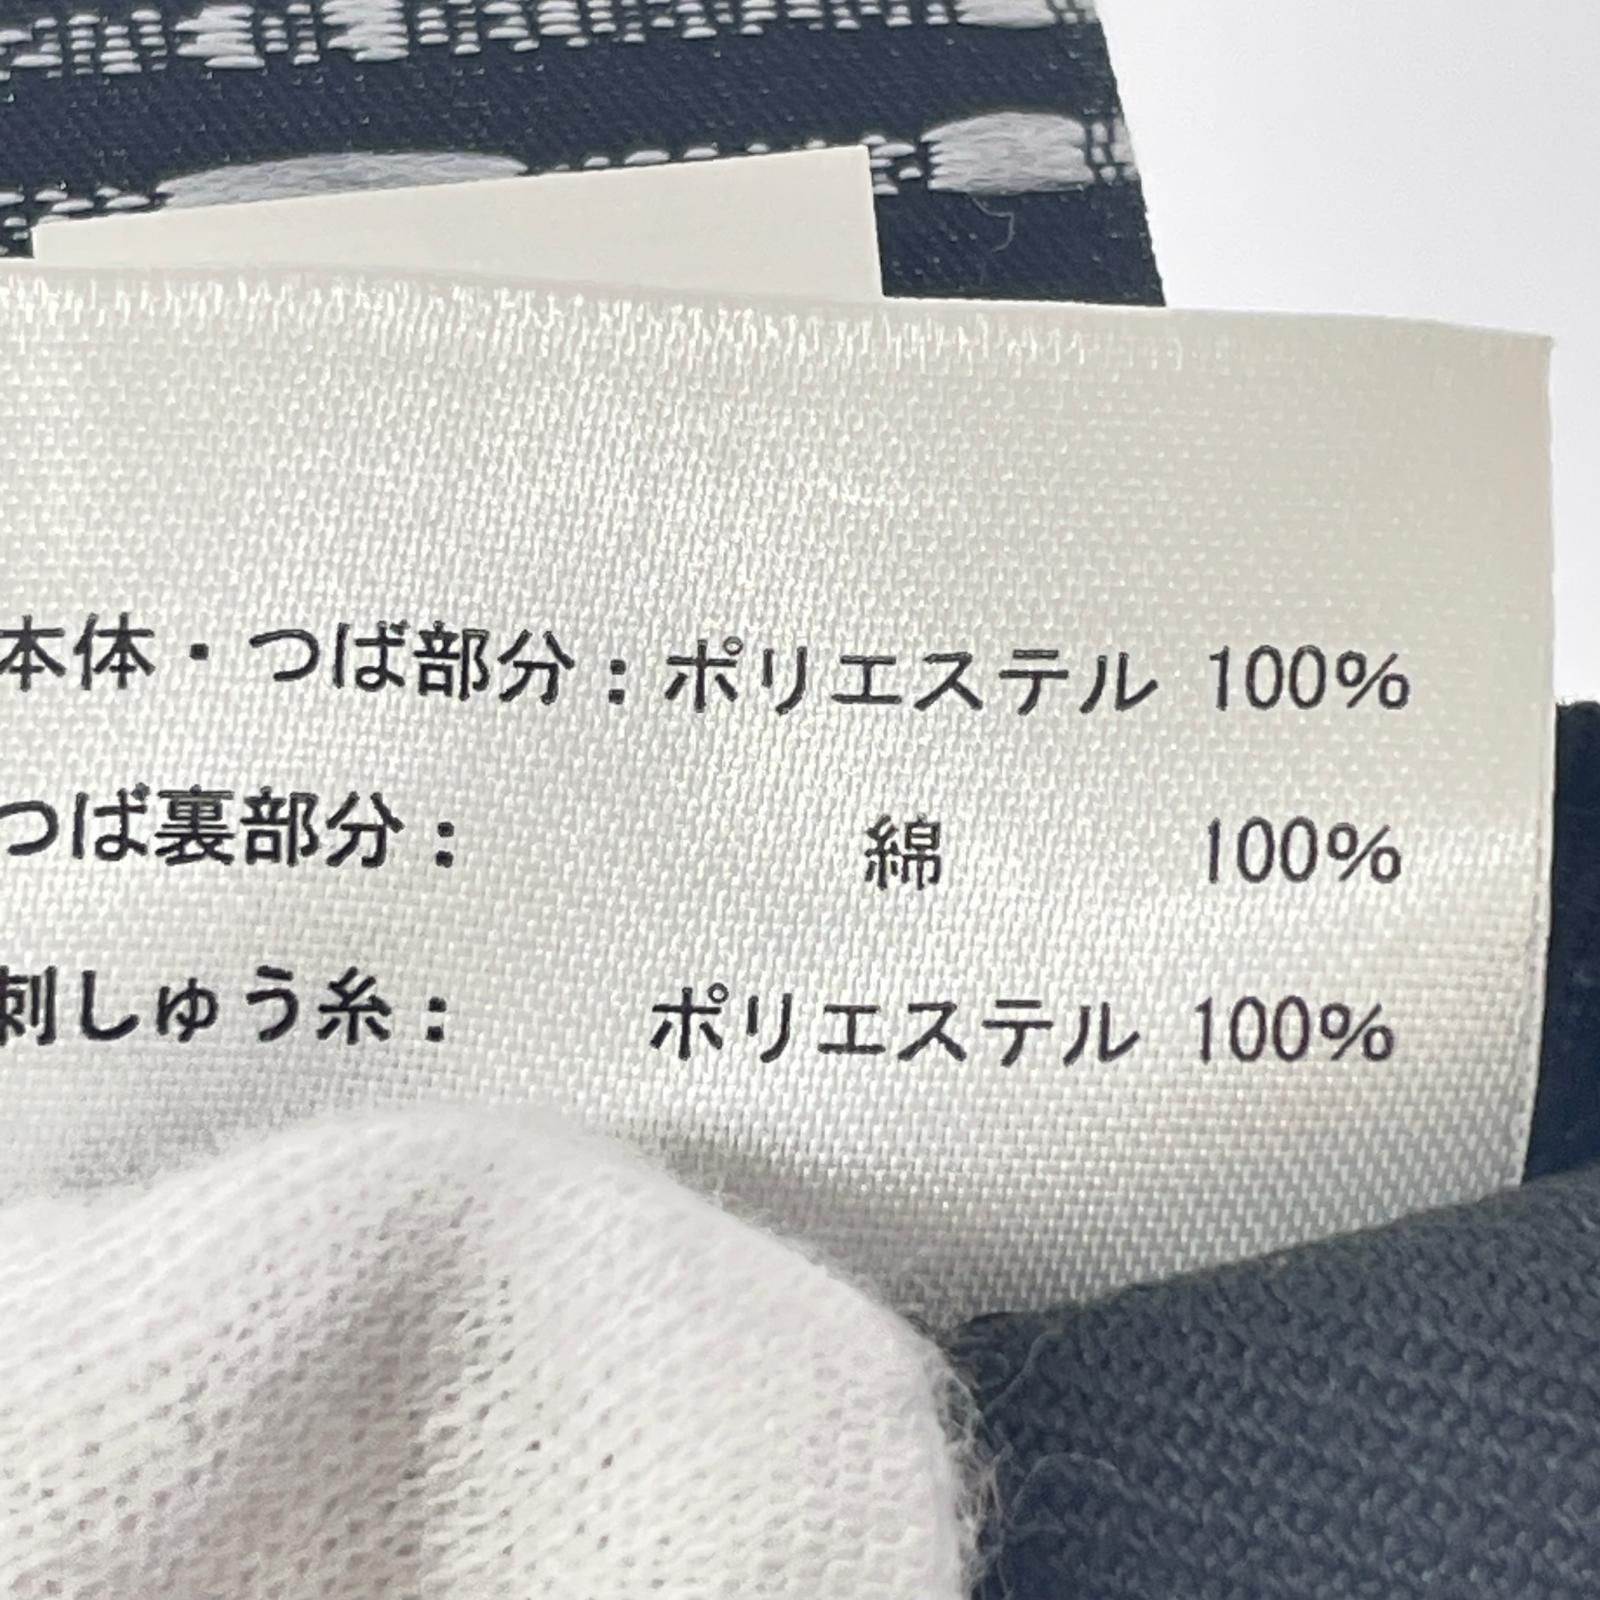 本体・つば部分：ポリエステル 100%
つば裏部分： 綿 100%
刺しゅう糸： ポリエステル 100%